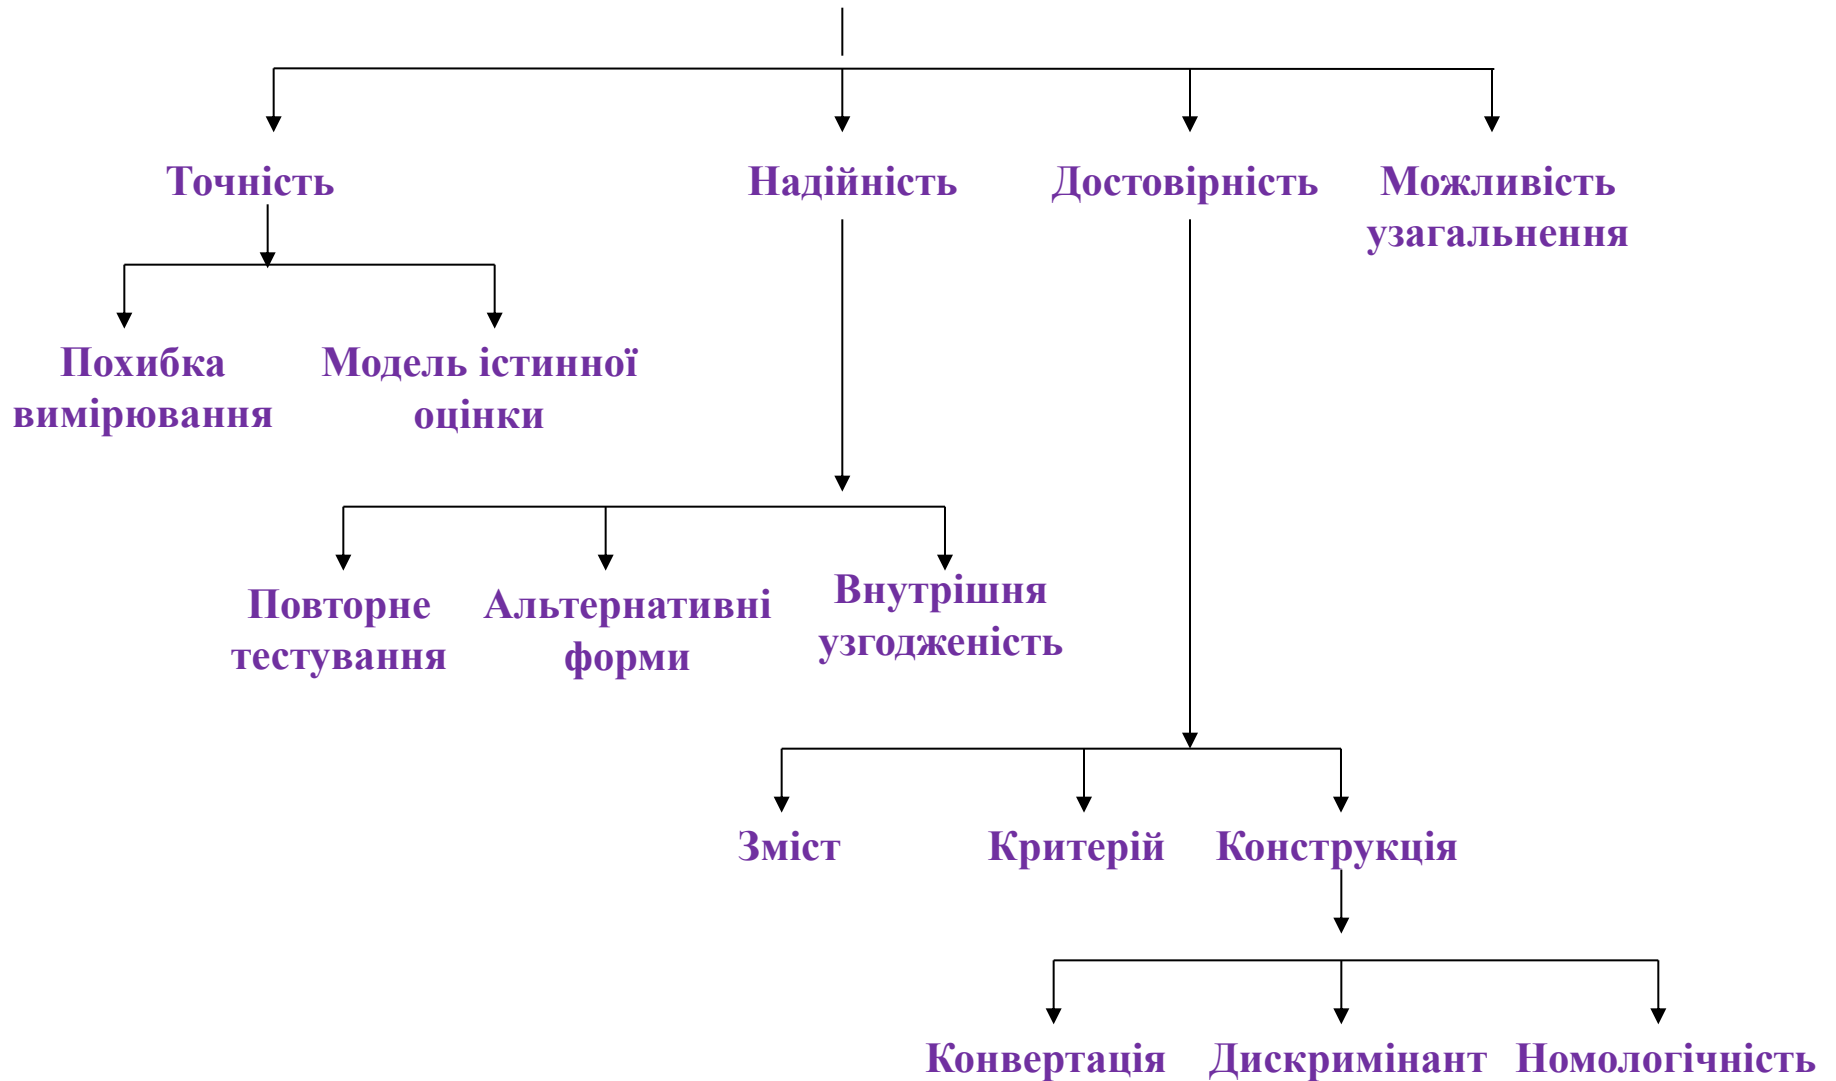 Точність
Надійність
Достовірність
Можливість
узагальнення
Похибка
вимірювання
Модель істинної
оцінки
Повторне
тестування
Альтернативні
форми
Внутрішня
узгодженість
Зміст
Критерій
Конструкція
Конвертація
Дискримінант
Номологічність